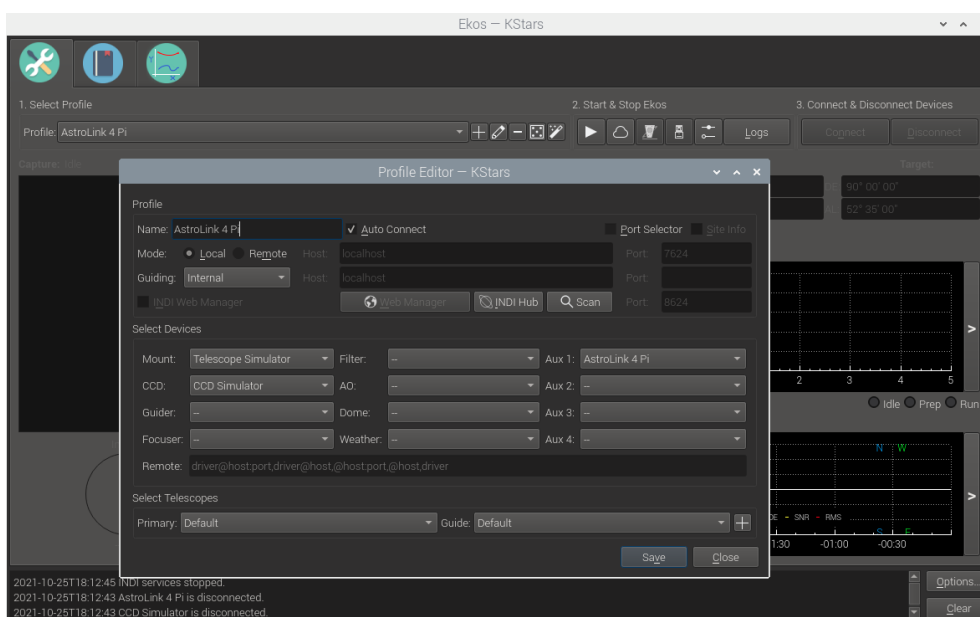 Ekos — KStars
1. Select Profile
2. Start & Stop Ekos
3. Connect & Disconnect Devices
Profile: AstroLink 4 Pi
Logs
Connect
Disconnect
Capture: Idle
Target:
DE: 90° 00' 00"
AL: 52° 35' 00"
Profile Editor — KStars
Profile
Name: AstroLink 4 Pi
Auto Connect
Port Selector
Site Info
Mode: Local Remote Host: localhost Port: 7624
Guiding: Internal Host: localhost Port:
INDI Web Manager Web Manager INDI Hub Scan Port: 8624
Select Devices
Mount: Telescope Simulator Filter: -- Aux 1: AstroLink 4 Pi
CCD: CCD Simulator AO: -- Aux 2: --
Guider: -- Dome: -- Aux 3: --
Focuser: -- Weather: -- Aux 4: --
Remote: driver@host:port,driver@host,@host:port,@host,driver
Select Telescopes
Primary: Default Guide: Default
Save
Close
2 3 4 5
Idle Prep Run
N W
DE SNR RMS
S E
1:30 -01:00 -00:30
2021-10-25T18:12:45 INDI services stopped.
2021-10-25T18:12:43 AstroLink 4 Pi is disconnected.
2021-10-25T18:12:43 CCD Simulator is disconnected.
Options...
Clear